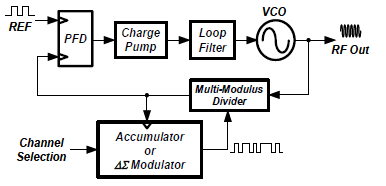 REF
PFD
Charge
Pump
Loop
Filter
VCO
RF Out
Multi-Modulus
Divider
Channel
Selection
Accumulator
or
ΔΣ Modulator